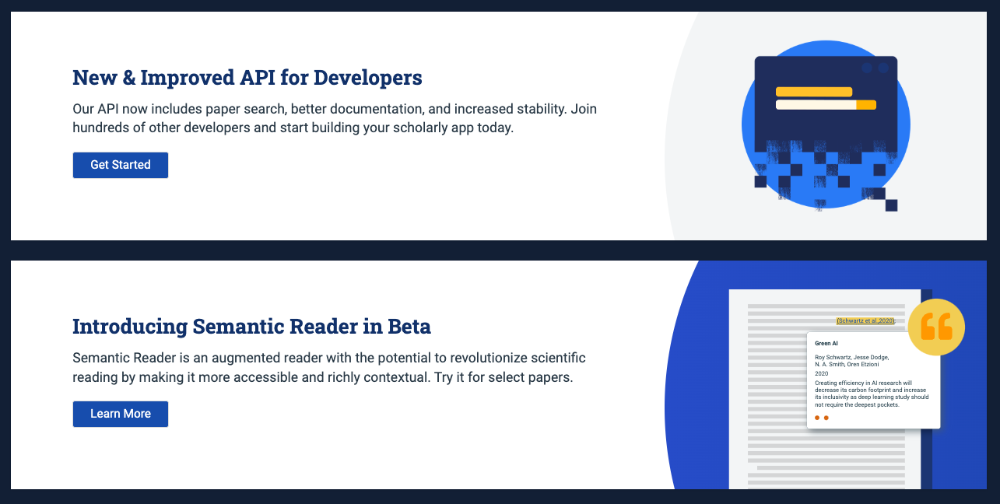 New & Improved API for Developers
Our API now includes paper search, better documentation, and increased stability. Join
hundreds of other developers and start building your scholarly app today.
Get Started
Introducing Semantic Reader in Beta
Semantic Reader is an augmented reader with the potential to revolutionize scientific
reading by making it more accessible and richly contextual. Try it for select papers.
Learn More
(Schwartz et al.,2020);
Green AI
Roy Schwartz, Jesse Dodge,
N. A. Smith, Oren Etzioni
2020
Creating efficiency in AI research will
decrease its carbon footprint and increase
its inclusivity as deep learning study should
not require the deepest pockets.